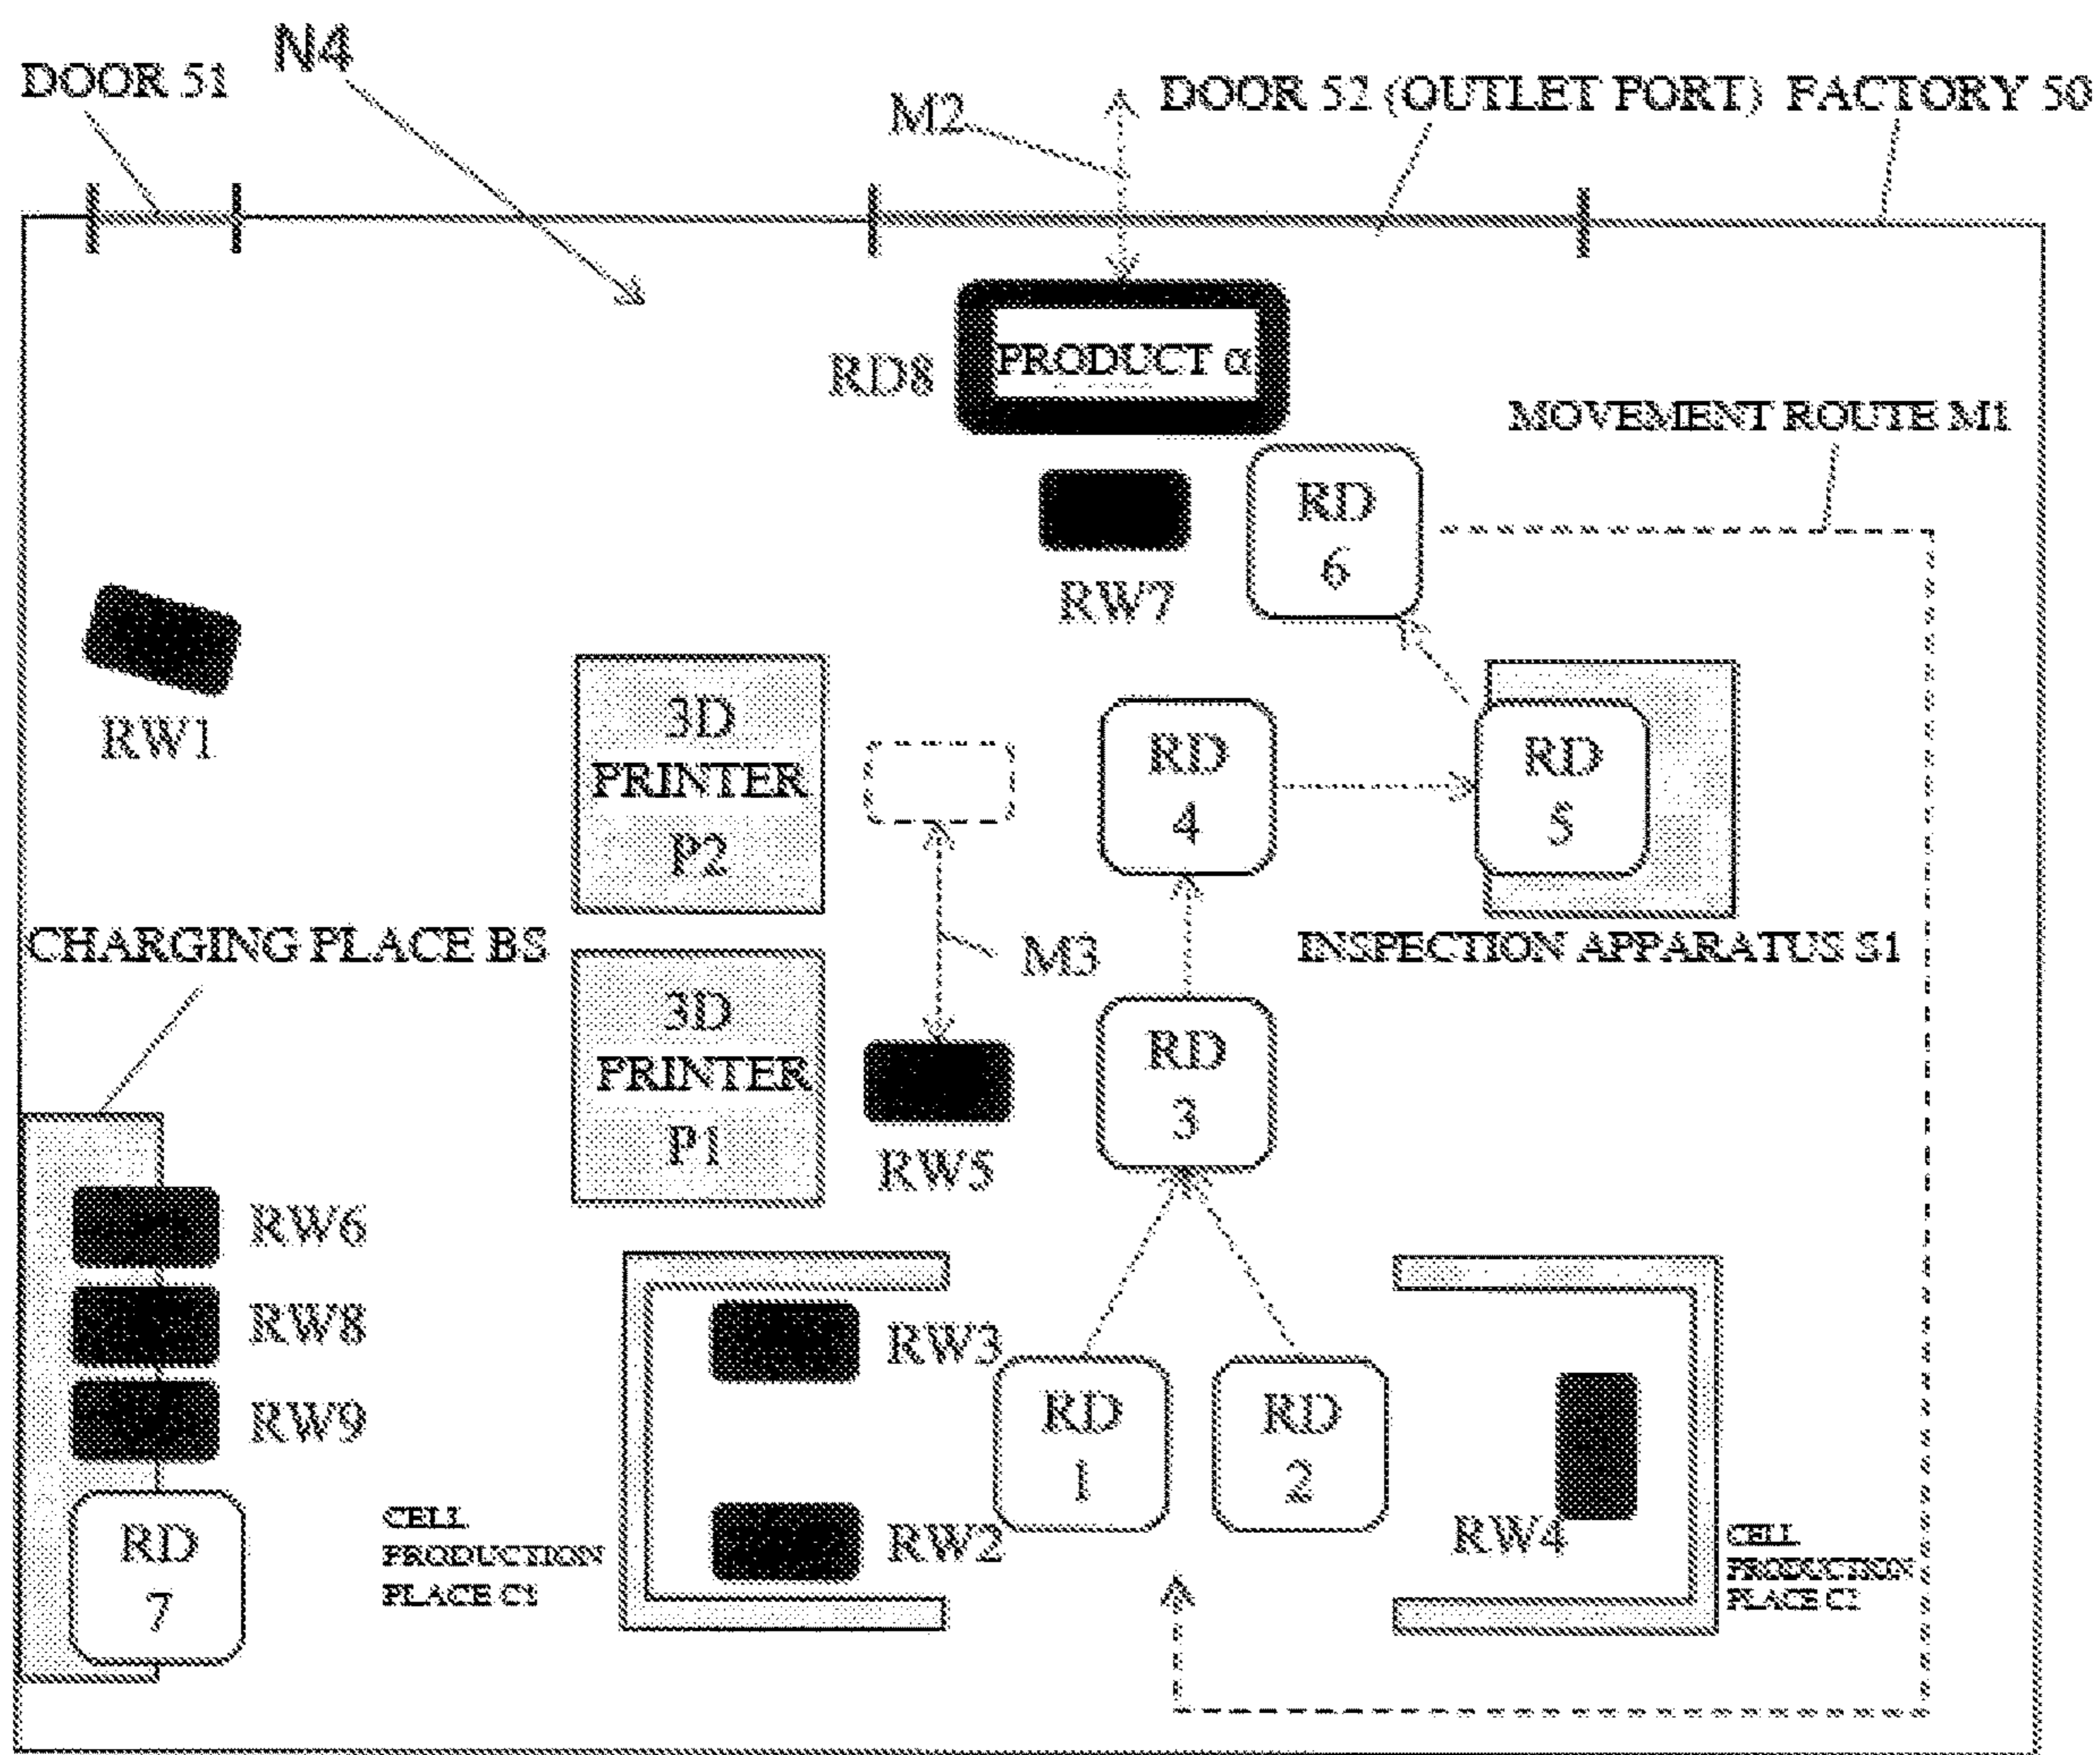 N4
DOOR 51
M2
DOOR 52 (OUTLET PORT)
FACTORY 50
RD8
PRODUCT α
MOVEMENT ROUTE M1
RD
6
RW7
RW1
3D
PRINTER
P2
RD
4
RD
5
CHARGING PLACE BS
M3
INSPECTION APPARATUS S1
3D
PRINTER
P1
RD
3
RW5
RW6
RW8
RW9
RW3
RD
1
RD
2
RD
7
CELL
PRODUCTION
PLACE C1
RW2
RW4
CELL
PRODUCTION
PLACE C2